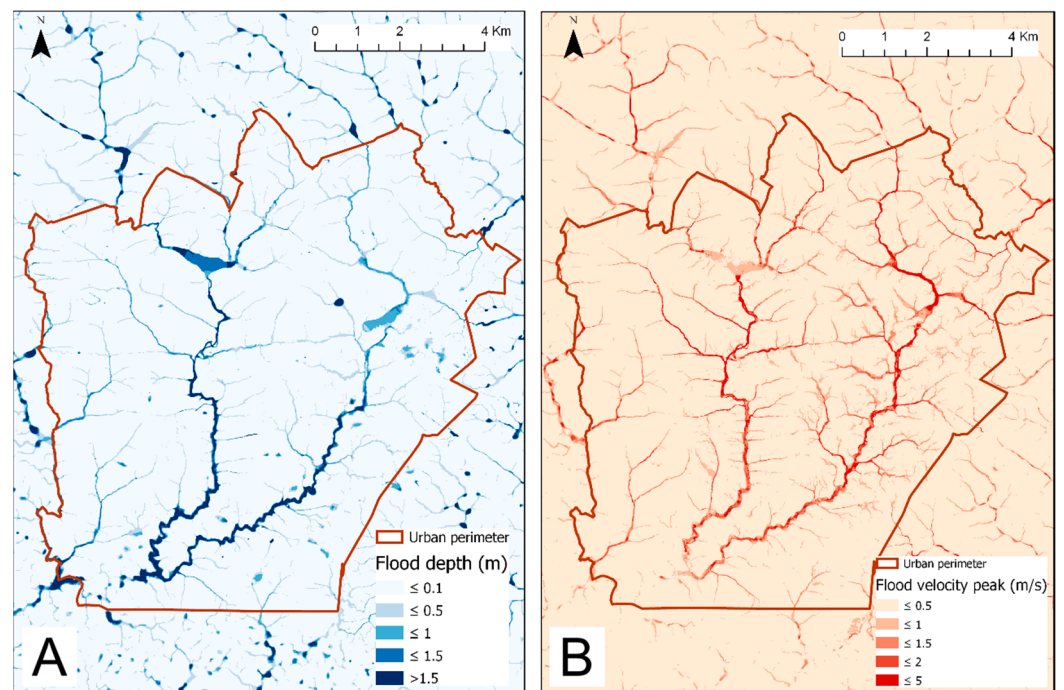 N
0 1 2 4 Km
Urban perimeter
Flood depth (m)
≤ 0.1
≤ 0.5
≤ 1
≤ 1.5
>1.5
A
N
0 1 2 4 Km
Urban perimeter
Flood velocity peak (m/s)
≤ 0.5
≤ 1
≤ 1.5
≤ 2
≤ 5
B